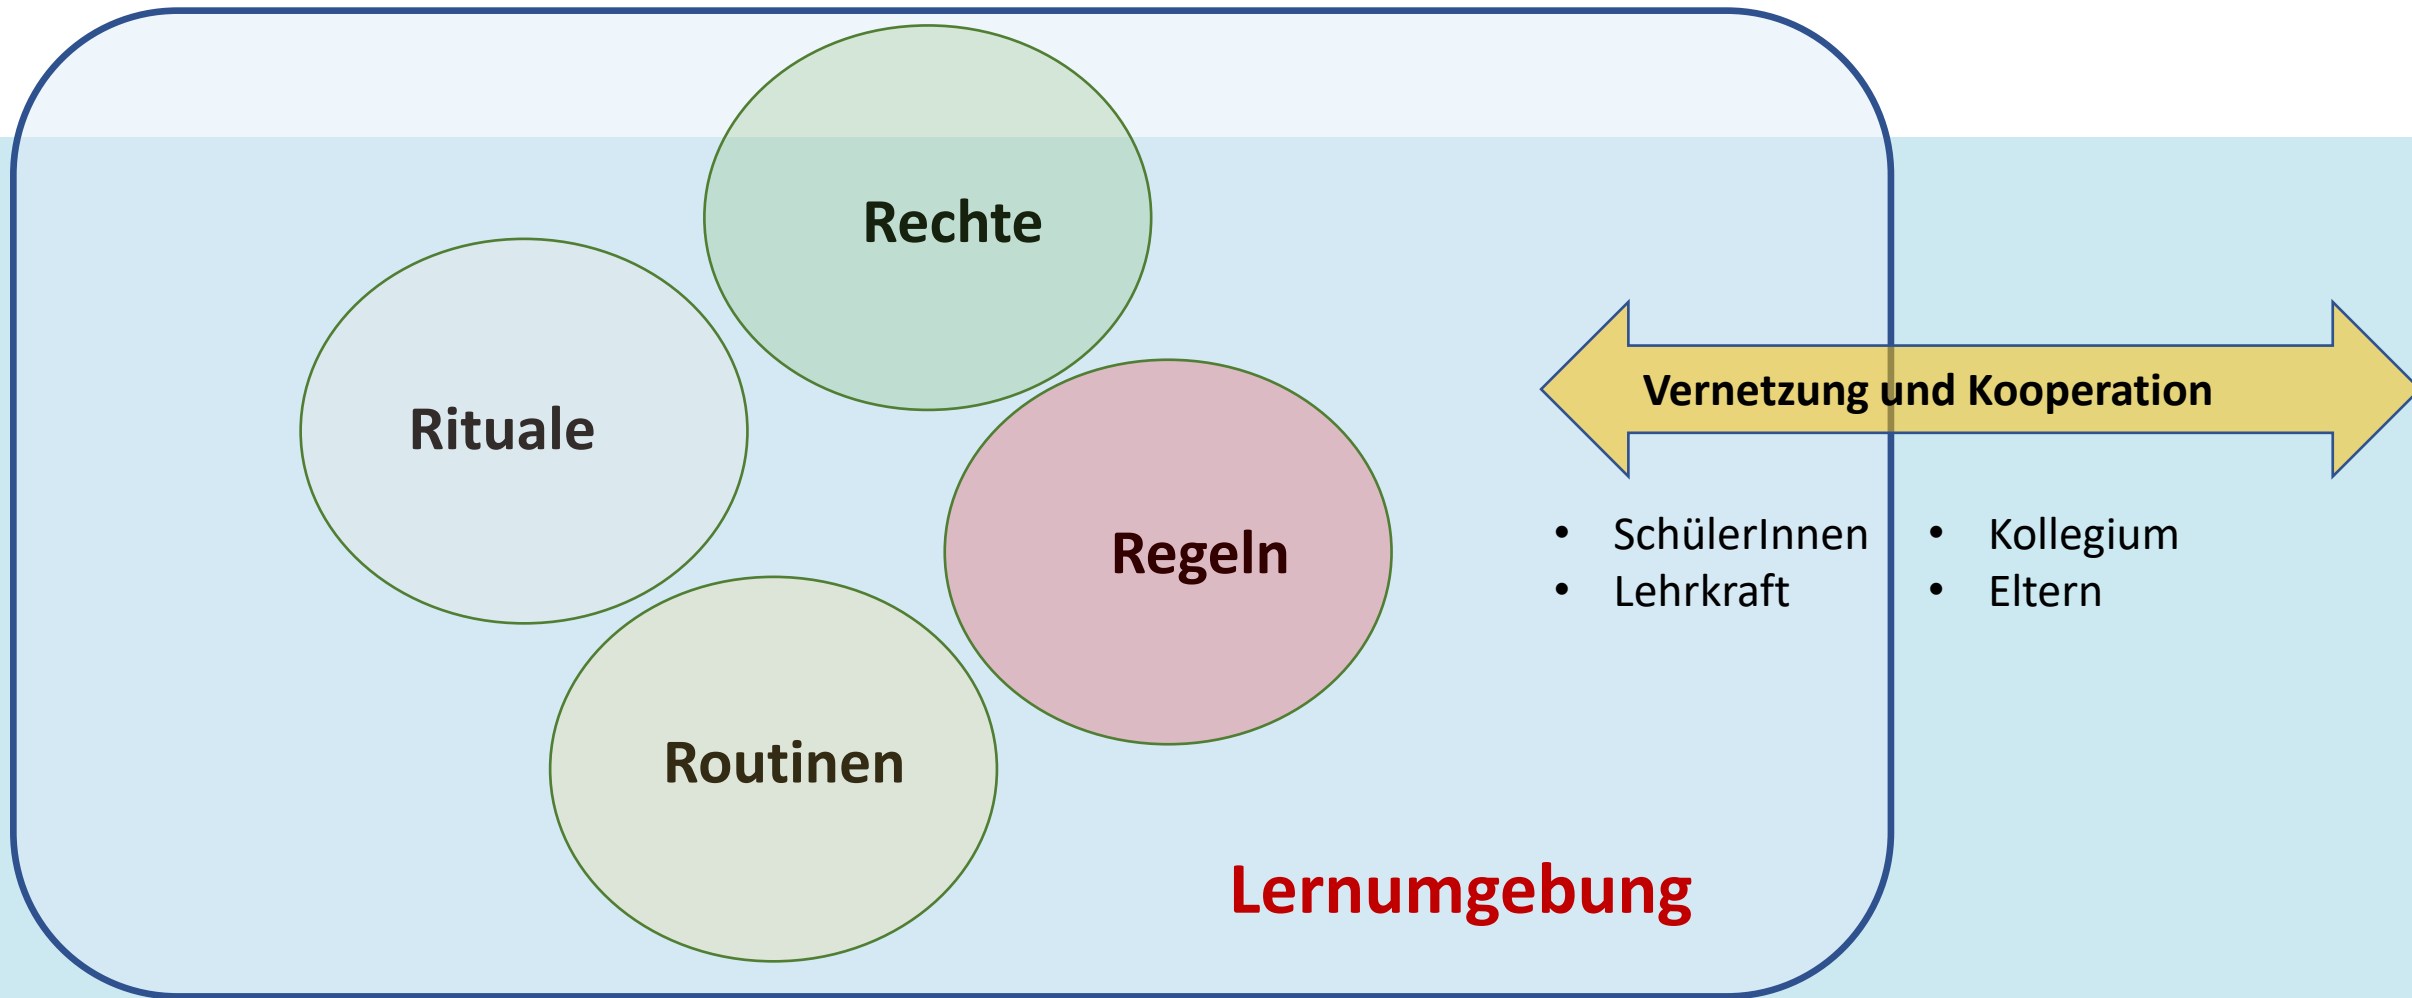 Rechte
Rituale
Regeln
Routinen
Lernumgebung
Vernetzung und Kooperation
• SchülerInnen
• Lehrkraft
• Kollegium
• Eltern